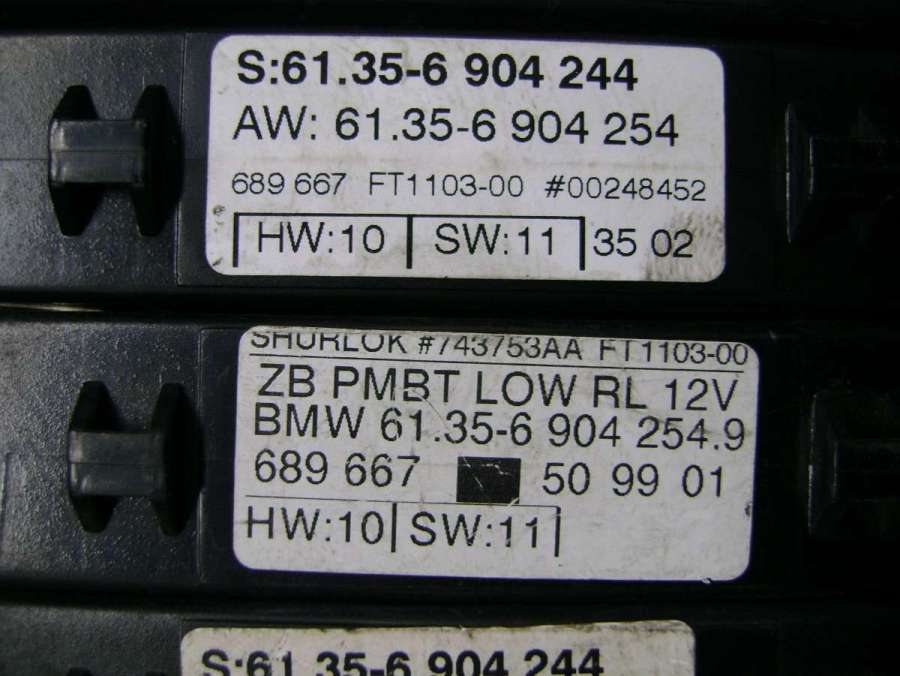 S:61.35-6 904 244
AW: 61.35-6 904 254
689 667 FT1103-00 #00248452
HW:10 SW:11 35 02
SHURLOK #743753AA FT1103-00
ZB PMBT LOW RL 12V
BMW 61.35-6 904 254.9
689 667 50 99 01
HW:10 SW:11
S:61.35-6 904 244